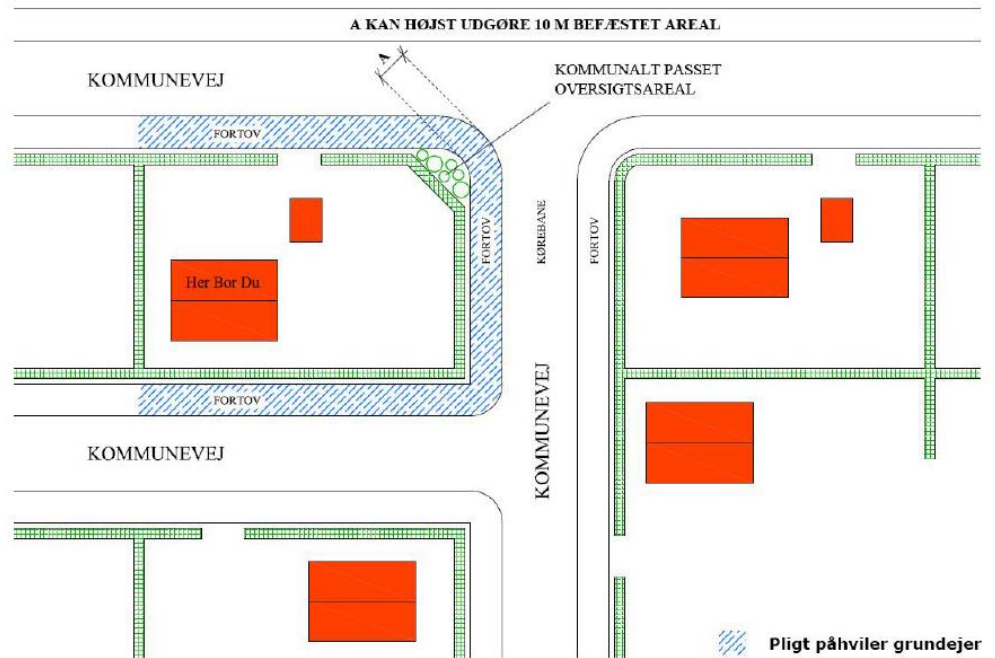 A KAN HØJST UDGØRE 10 M BEFÆSTET AREAL
A
KOMMUNEVEJ
KOMMUNALT PASSET
OVERSIGTSAREAL
FORTOV
FORTOV
KØREBANE
FORTOV
Her Bor Du
KOMMUNEVEJ
FORTOV
KOMMUNEVEJ
Pligt påhviler grundejer